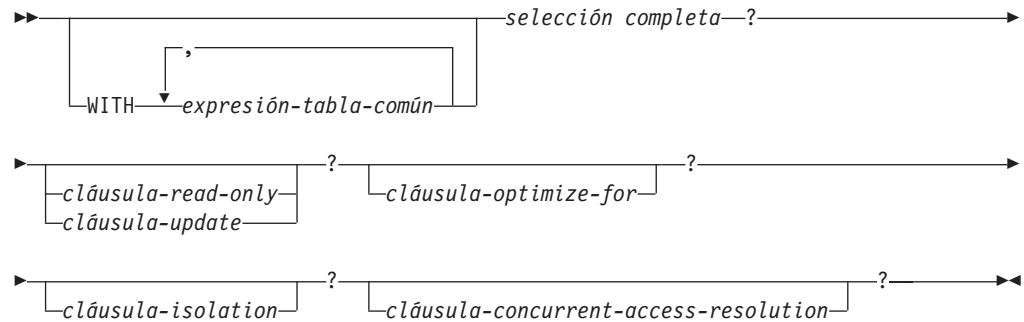 selección completa ?
,
WITH expresión-tabla-común
? ?
cláusula-read-only cláusula-optimize-for
cláusula-update
? ?
cláusula-isolation cláusula-concurrent-access-resolution